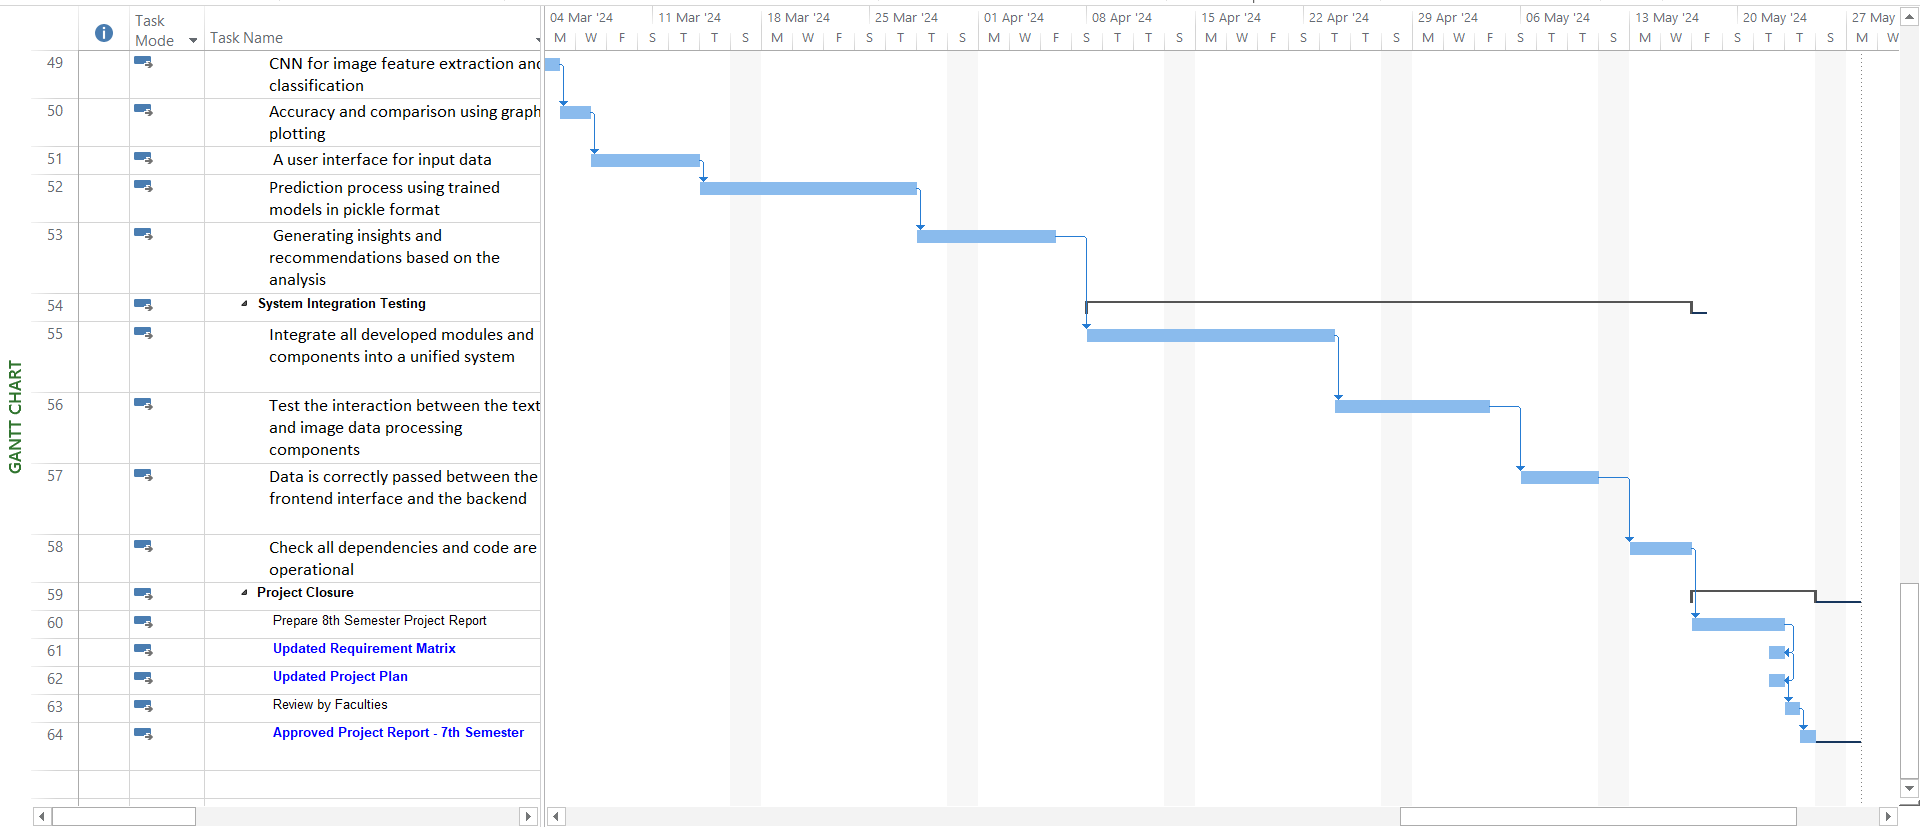 04 Mar '24 11 Mar '24 18 Mar '24 25 Mar '24 01 Apr '24 08 Apr '24 15 Apr '24 22 Apr '24 29 Apr '24 06 May '24 13 May '24 20 May '24 27 May
Task
Mode Task Name
M W F S T T S M W F S T T S M W F S T T S M W F S T T S M W F S T T S M W F S T T S M W
49 CNN for image feature extraction and
classification
50 Accuracy and comparison using graph
plotting
51 A user interface for input data
52 Prediction process using trained
models in pickle format
53 Generating insights and
recommendations based on the
analysis
54 System Integration Testing
55 Integrate all developed modules and
components into a unified system
56 Test the interaction between the text
and image data processing
components
57 Data is correctly passed between the
frontend interface and the backend
58 Check all dependencies and code are
operational
59 Project Closure
60 Prepare 8th Semester Project Report
61 Updated Requirement Matrix
62 Updated Project Plan
63 Review by Faculties
64 Approved Project Report - 7th Semester
GANTT CHART